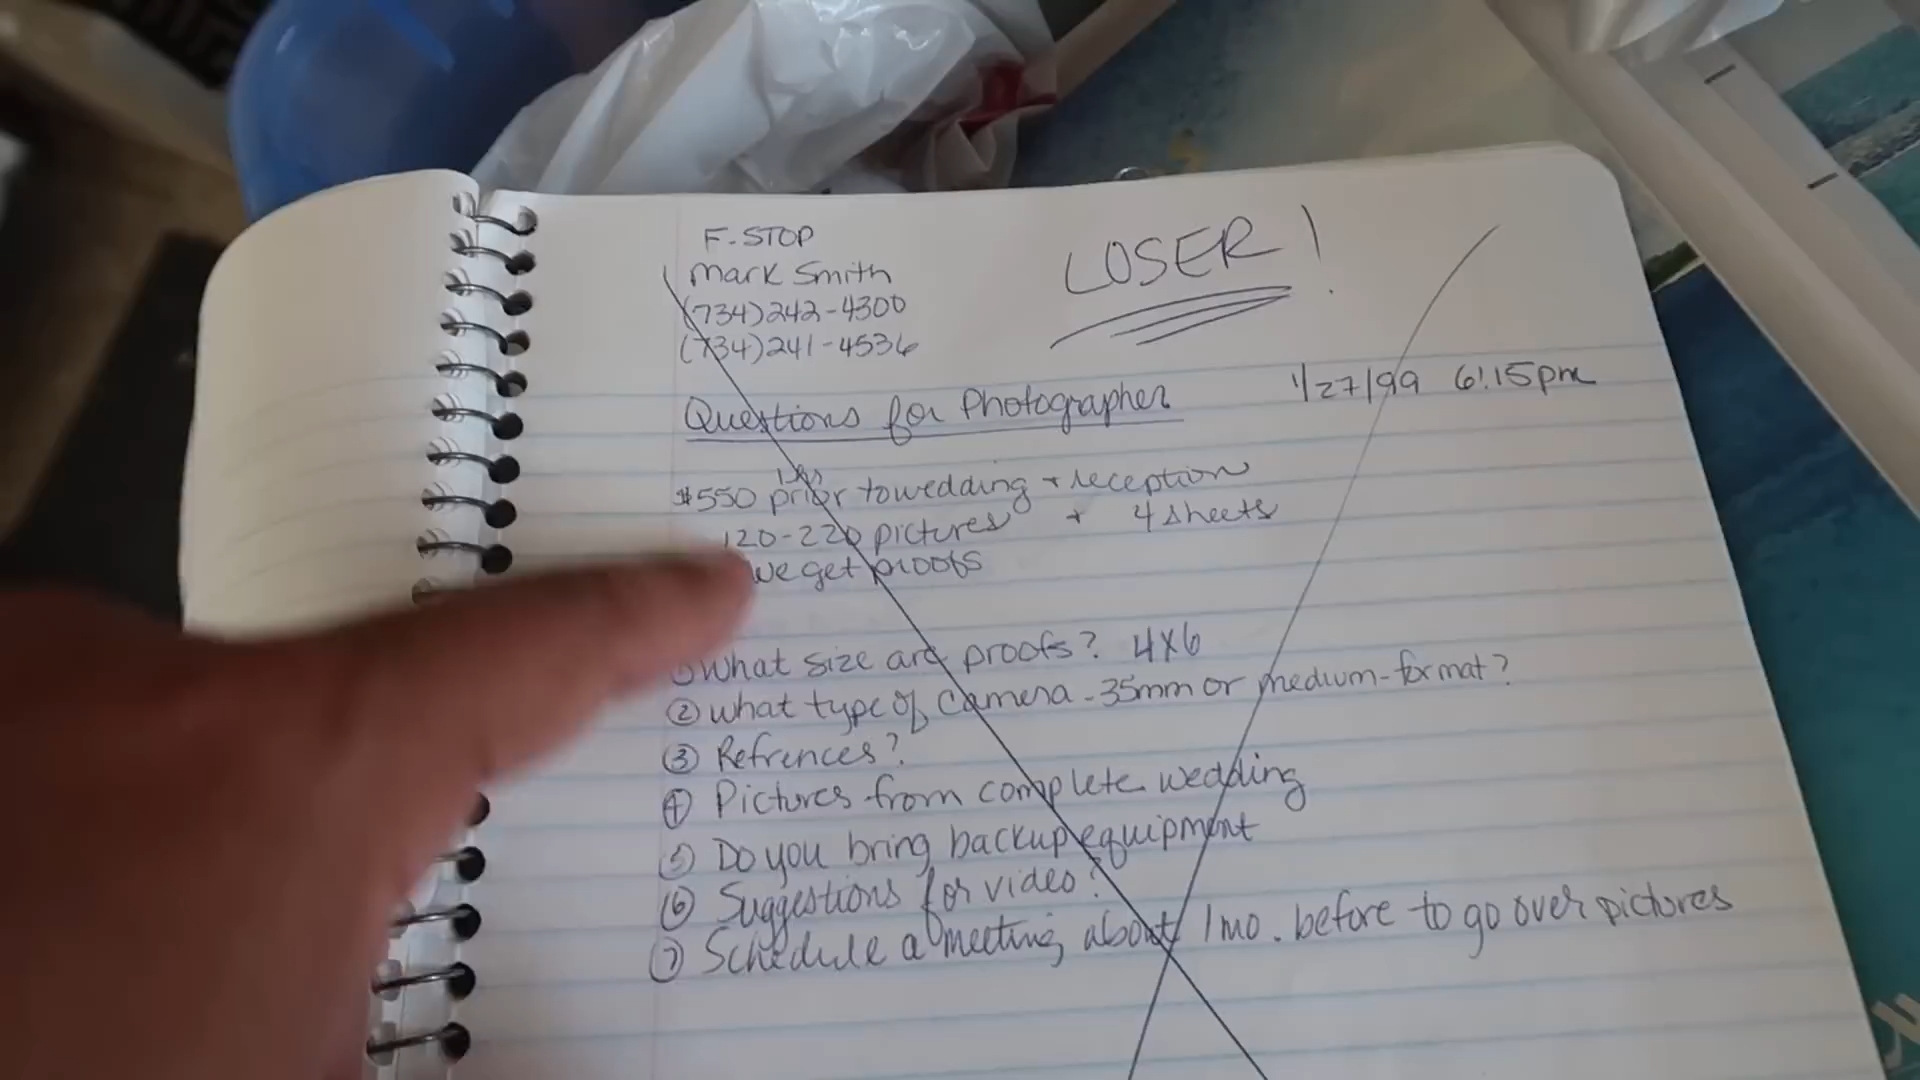 F-STOP
Mark Smith
(734)242-4300
(734)241-4536
LOSER!
Questions for Photographer
1/27/99 6:15pm
$550 prior to wedding + reception
120-220 pictures + 4 sheets
we get proofs
① What size are proofs? 4x6
② What type of camera - 35mm or medium-format?
③ Refrences?
④ Pictures from complete wedding
⑤ Do you bring backup equipment
⑥ Suggestions for video?
⑦ Schedule a meeting about 1 mo. before to go over pictures